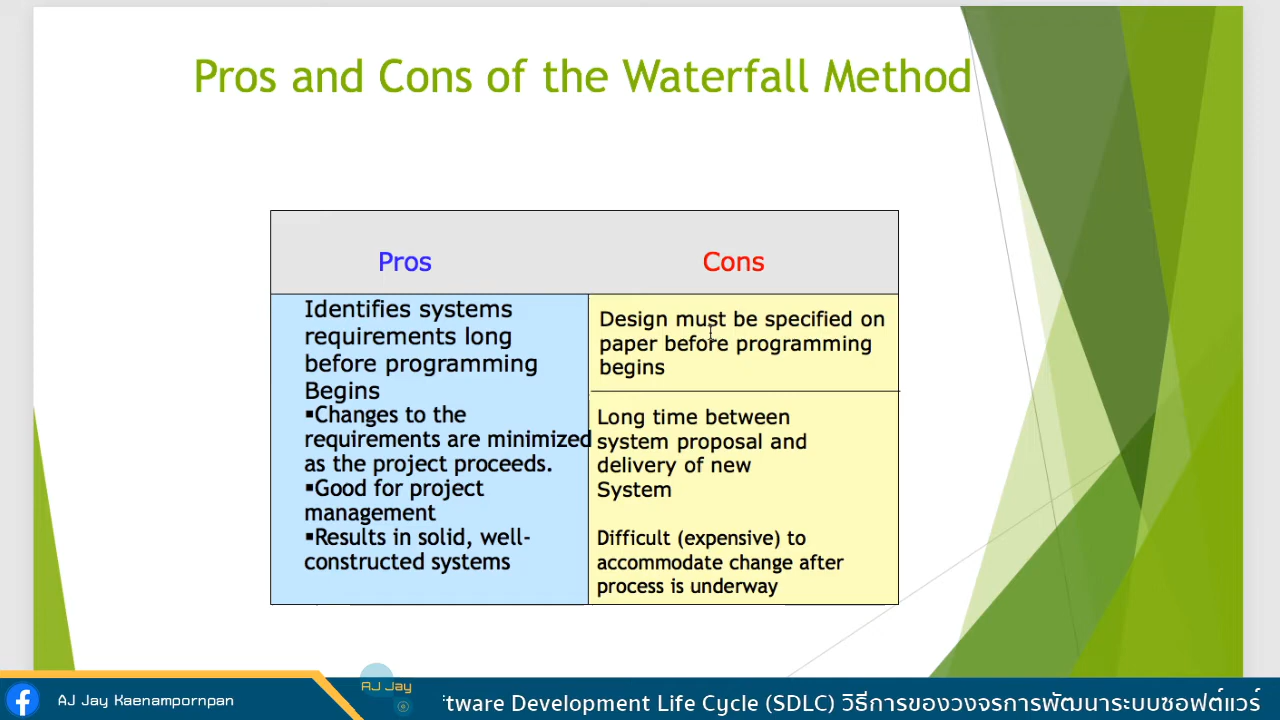 Pros and Cons of the Waterfall Method
Pros
Cons
Identifies systems
requirements long
before programming
Begins
▪Changes to the
requirements are minimized
as the project proceeds.
▪Good for project
management
▪Results in solid, well-
constructed systems
Design must be specified on
paper before programming
begins
Long time between
system proposal and
delivery of new
System
Difficult (expensive) to
accommodate change after
process is underway
AJ Jay Kaenampornpan
AJ Jay
tware Development Life Cycle (SDLC) วิธีการของวงจรการพัฒนาระบบซอฟต์แวร์